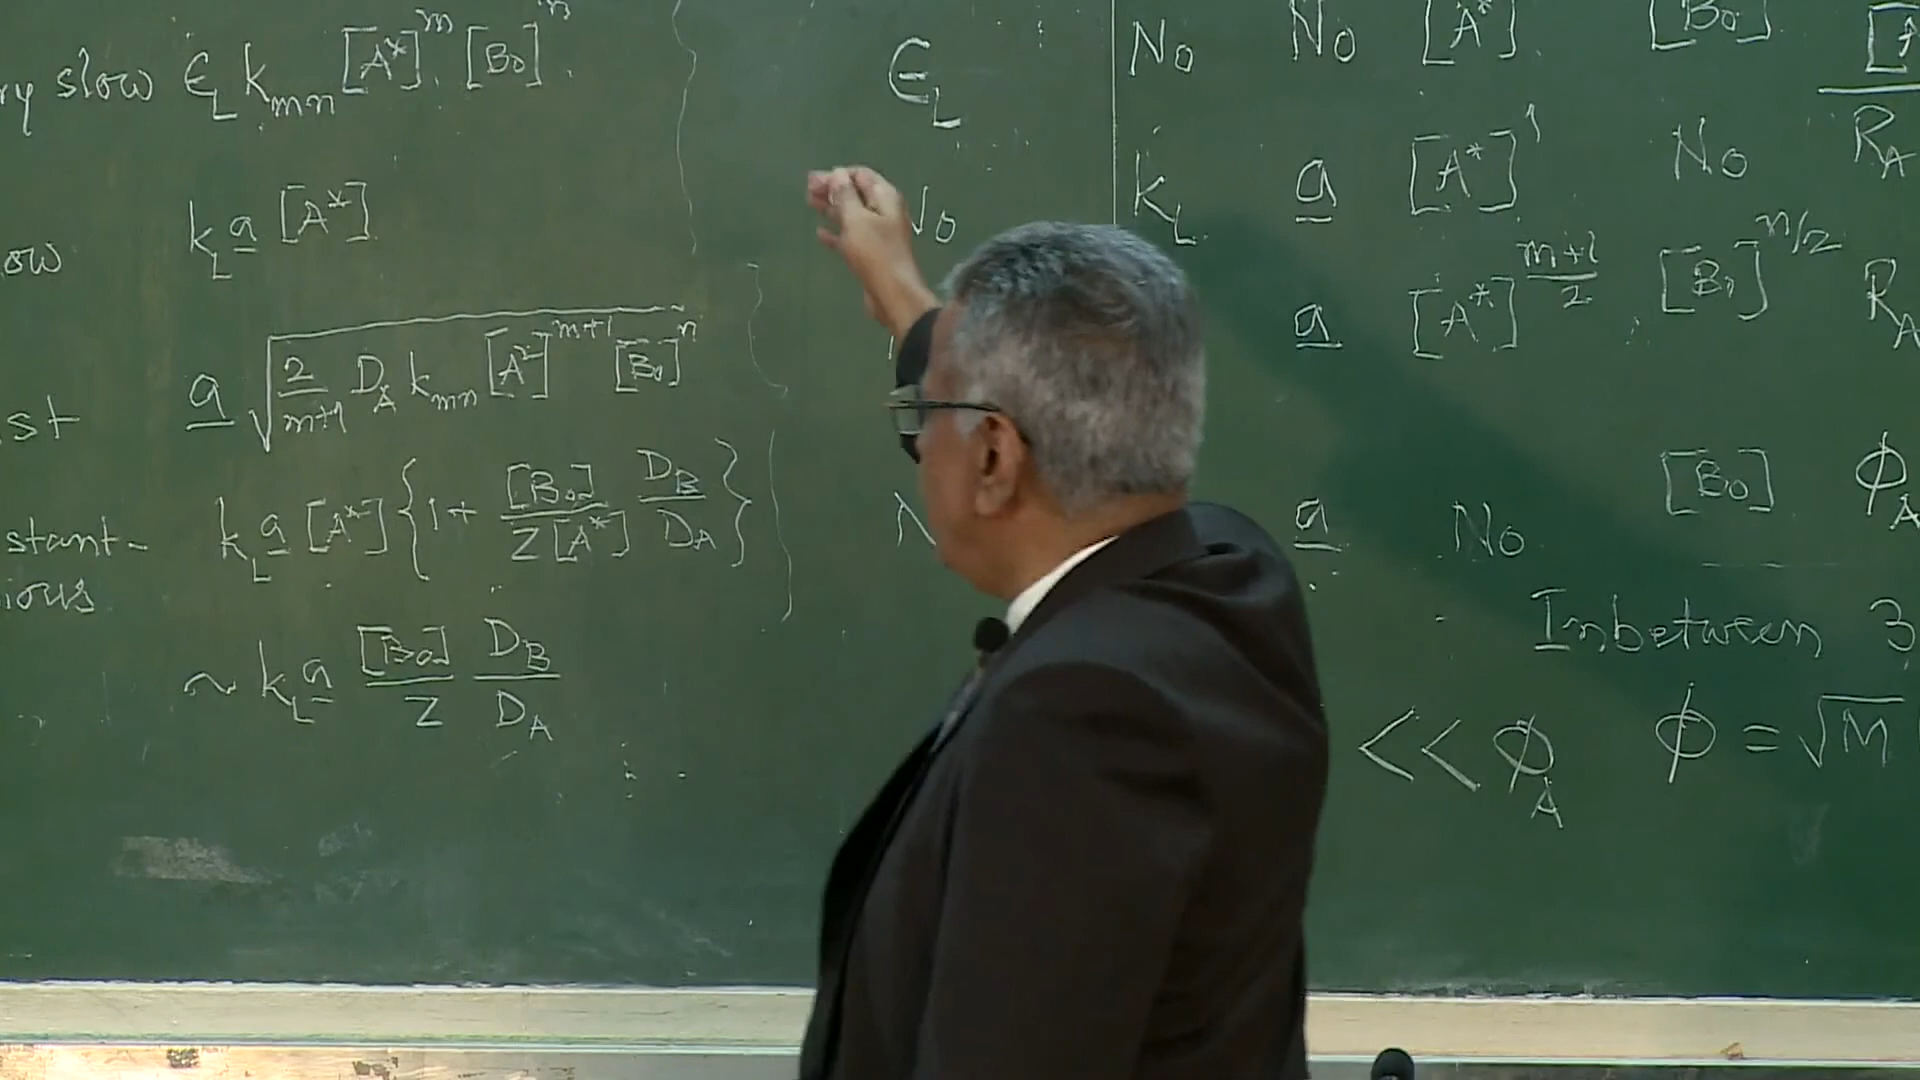 ry slow ϵ_L k_mn [A*]^m [B₀]^n
ow k_L a [A*]
st a √(2/(m+1) D_A k_mn [A*]^(m+1) [B₀]^n)
stant- k_L a [A*] {1 + [B₀]/(Z[A*]) D_B/D_A}
ious
~ k_L a [B₀]/Z D_B/D_A
ϵ_L No No [A*] [B₀]
No k_L a [A*]^1 No R_A
a [A*]^((m+1)/2) [B₀]^(n/2) R_A
a No [B₀] ϕ_A
Inbetween 3
<< ϕ_A ϕ = √M